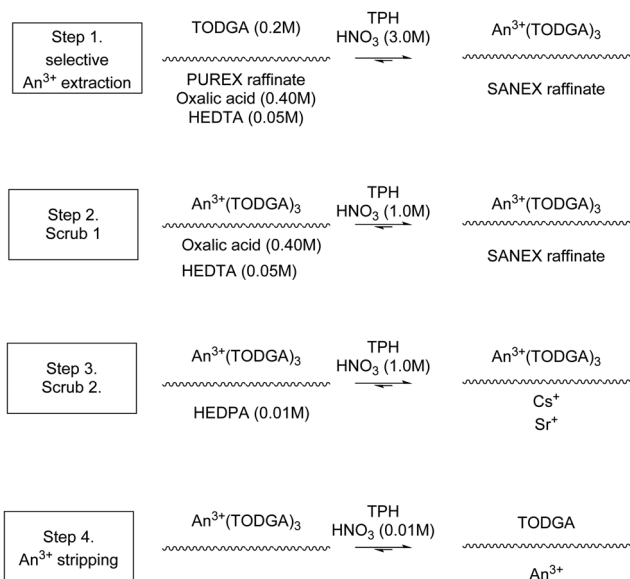 Step 1.
selective
An³⁺ extraction
TODGA (0.2M)
PUREX raffinate
Oxalic acid (0.40M)
HEDTA (0.05M)
TPH
HNO₃ (3.0M)
An³⁺(TODGA)₃
SANEX raffinate
Step 2.
Scrub 1
An³⁺(TODGA)₃
Oxalic acid (0.40M)
HEDTA (0.05M)
TPH
HNO₃ (1.0M)
An³⁺(TODGA)₃
SANEX raffinate
Step 3.
Scrub 2.
An³⁺(TODGA)₃
HEDPA (0.01M)
TPH
HNO₃ (1.0M)
An³⁺(TODGA)₃
Cs⁺
Sr⁺
Step 4.
An³⁺ stripping
An³⁺(TODGA)₃
TPH
HNO₃ (0.01M)
TODGA
An³⁺